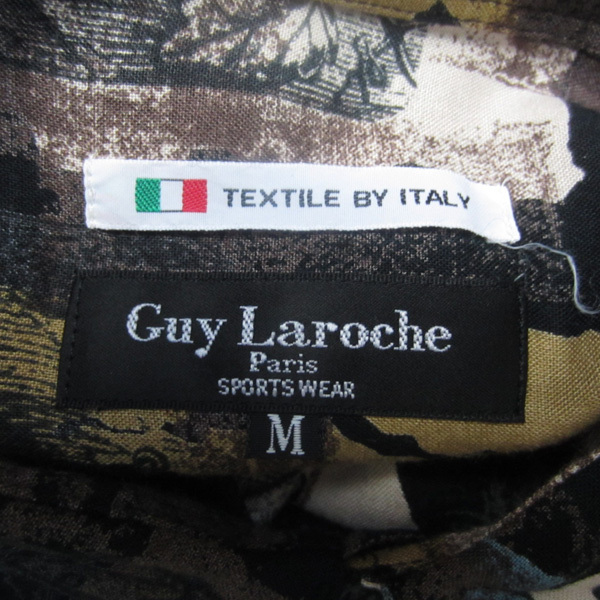 TEXTILE BY ITALY
Guy Laroche
Paris
SPORTS WEAR
M